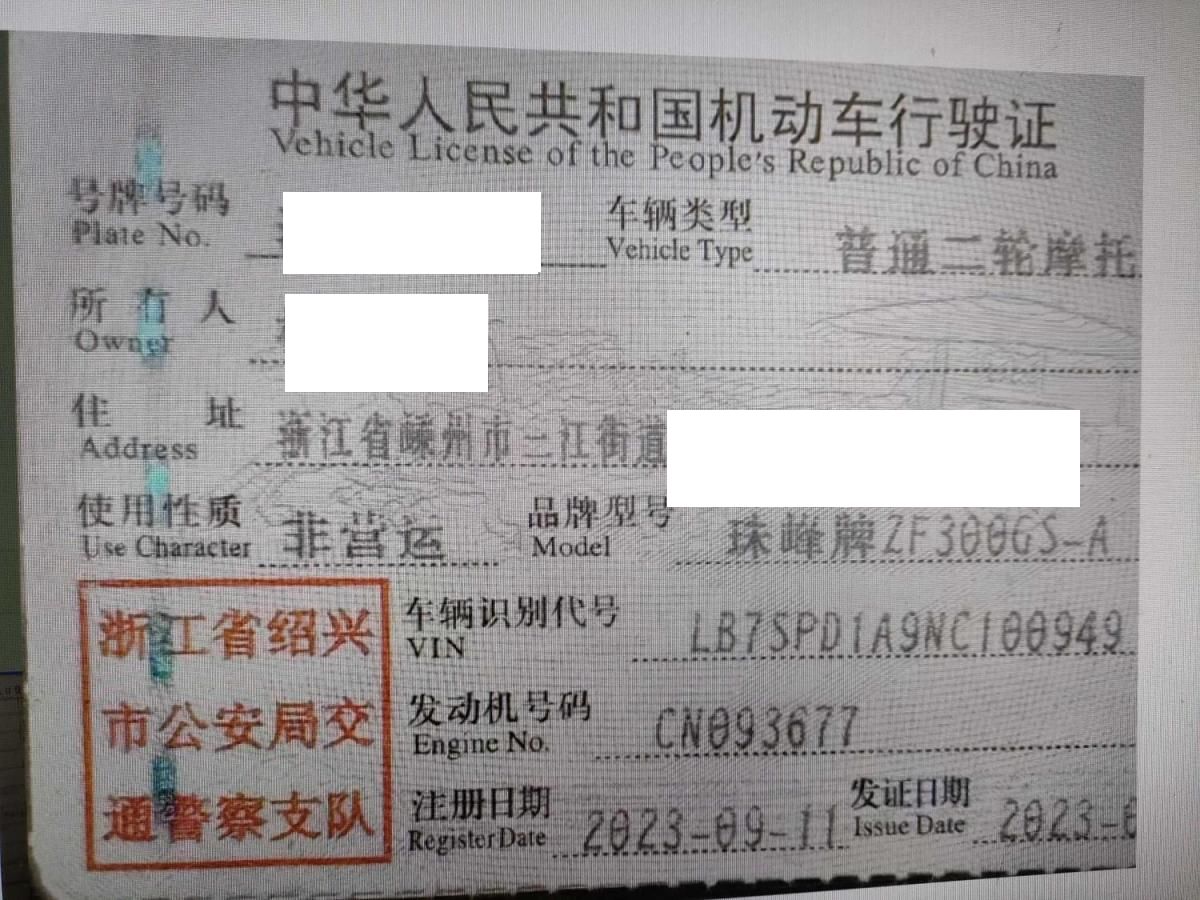 中华人民共和国机动车行驶证
Vehicle License of the People's Republic of China
号牌号码
Plate No.
车辆类型 普通二轮摩托
Vehicle Type
所有人
Owner
住址 浙江省嵊州市三江街道
Address
使用性质 非营运
Use Character
品牌型号 珠峰牌ZF300GS-A
Model
浙江省绍兴
市公安局交
通警察支队
车辆识别代号 LB7SPD1A9NC100949
VIN
发动机号码 CN093677
Engine No.
注册日期 2023-09-11
Register Date
发证日期 2023-
Issue Date